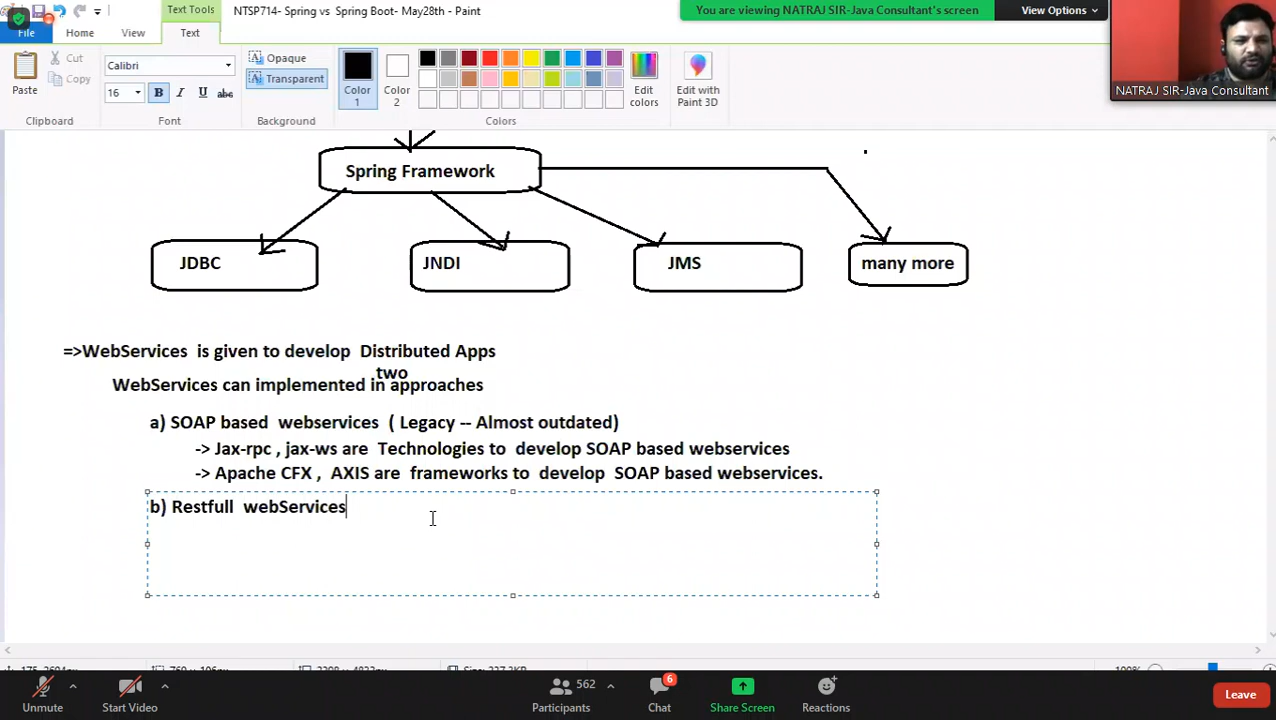 NTSP714- Spring vs Spring Boot- May28th - Paint
Text Tools
You are viewing NATRAJ SIR-Java Consultant's screen
View Options
File
Home
View
Text
Paste
Cut
Copy
Clipboard
Calibri
16
B
I
U
abc
Font
Opaque
Transparent
Background
Color 1
Color 2
Colors
Edit colors
Edit with Paint 3D
NATRAJ SIR-Java Consultant
Spring Framework
JDBC
JNDI
JMS
many more
=>WebServices is given to develop Distributed Apps
two
WebServices can implemented in approaches
a) SOAP based webservices ( Legacy -- Almost outdated)
-> Jax-rpc , jax-ws are Technologies to develop SOAP based webservices
-> Apache CFX , AXIS are frameworks to develop SOAP based webservices.
b) Restfull webServices
Unmute
Start Video
562
Participants
6
Chat
Share Screen
Reactions
Leave